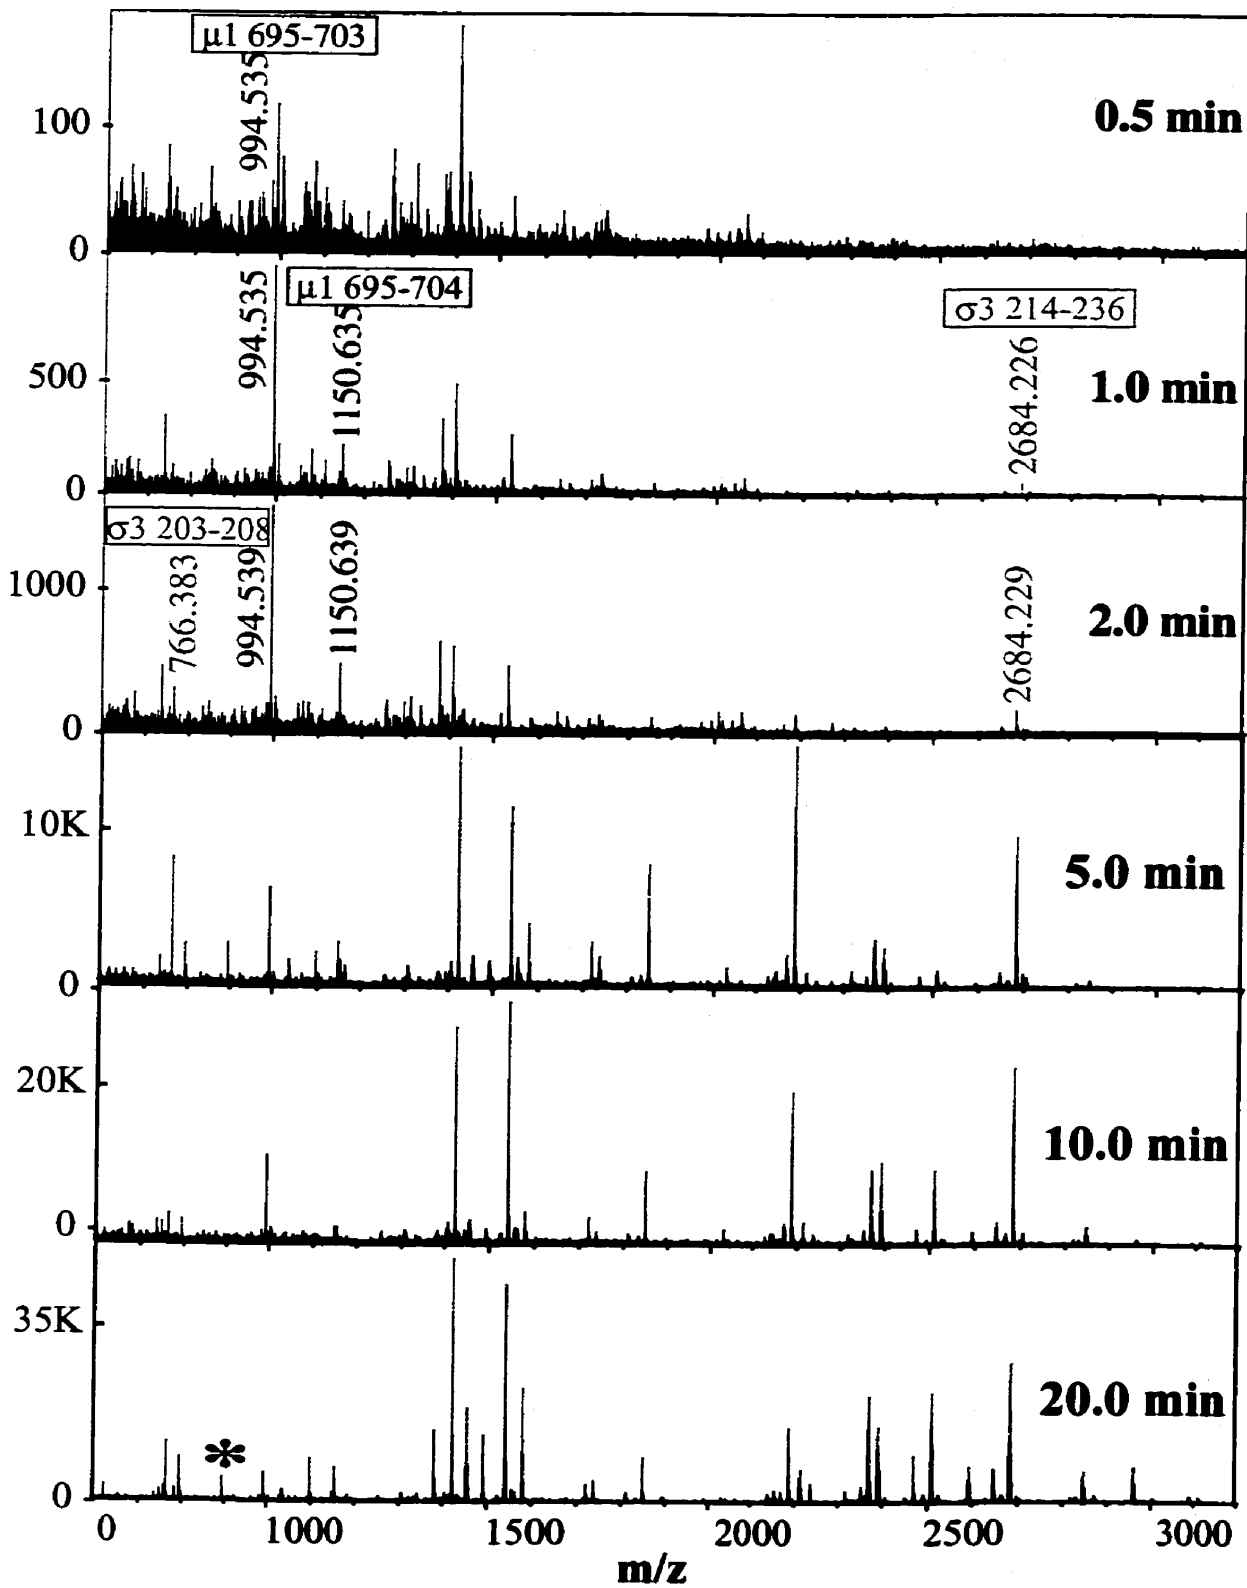 μ1 695-703
994.535
100
0.5 min
0
μ1 695-704
σ3 214-236
994.535
1150.635
2684.226
500
1.0 min
0
σ3 203-208
766.383
994.539
1150.639
2684.229
1000
2.0 min
0
10K
5.0 min
0
20K
10.0 min
0
35K
20.0 min
*
0
0 1000 1500 2000 2500 3000
m/z